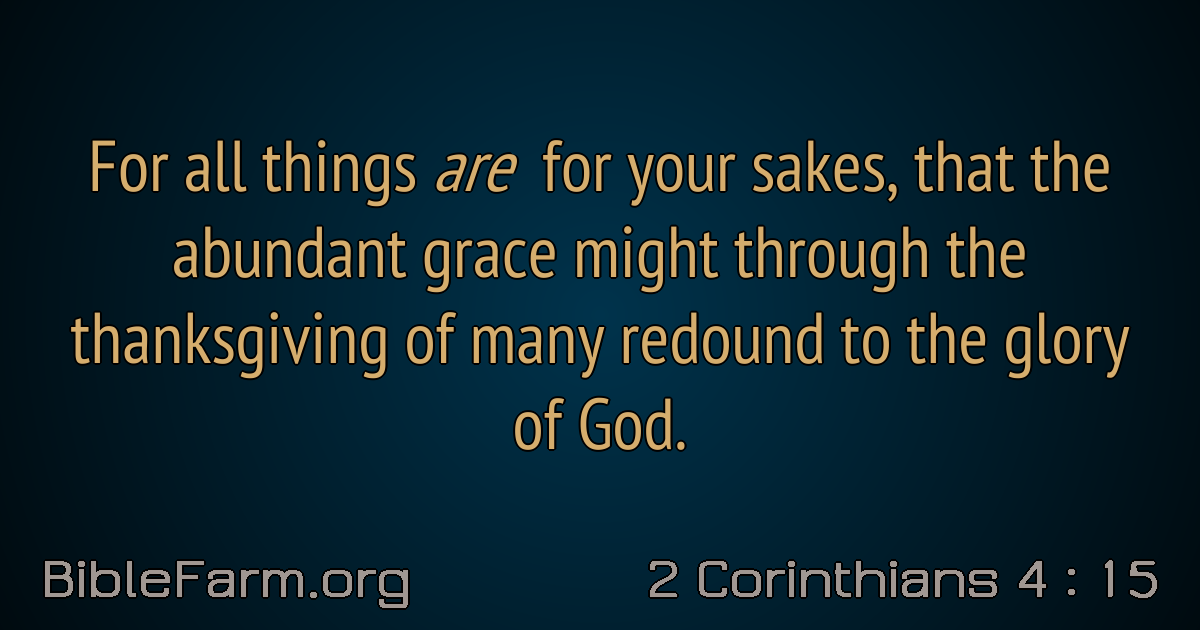 For all things are for your sakes, that the
abundant grace might through the
thanksgiving of many redound to the glory
of God.
BibleFarm.org
2 Corinthians 4 : 15